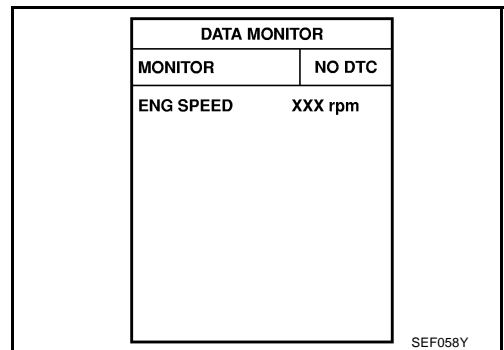 DATA MONITOR
MONITOR NO DTC
ENG SPEED XXX rpm
SEF058Y